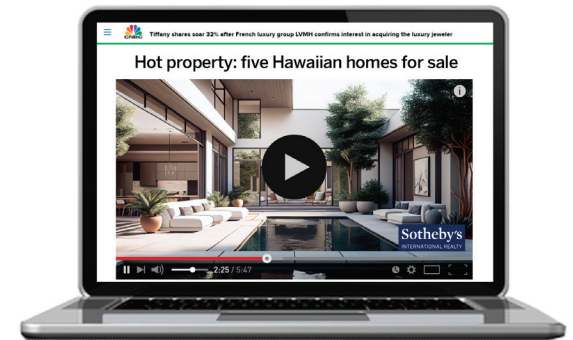 CNBC
Tiffany shares soar 32% after French luxury group LVMH confirms interest in acquiring the luxury jeweler
Hot property: five Hawaiian homes for sale
i
Sotheby's
INTERNATIONAL REALTY
2:25 / 5:47